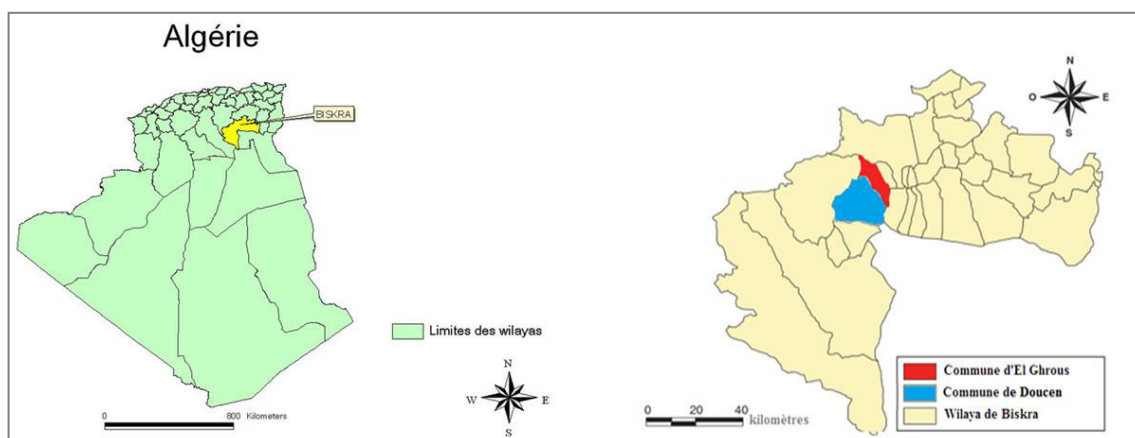 Algérie
BISKRA
Limites des wilayas
0 800 Kilometers
N
W E
S
N
O E
S
Commune d'El Ghrous
Commune de Doucen
Wilaya de Biskra
0 20 40 kilomètres